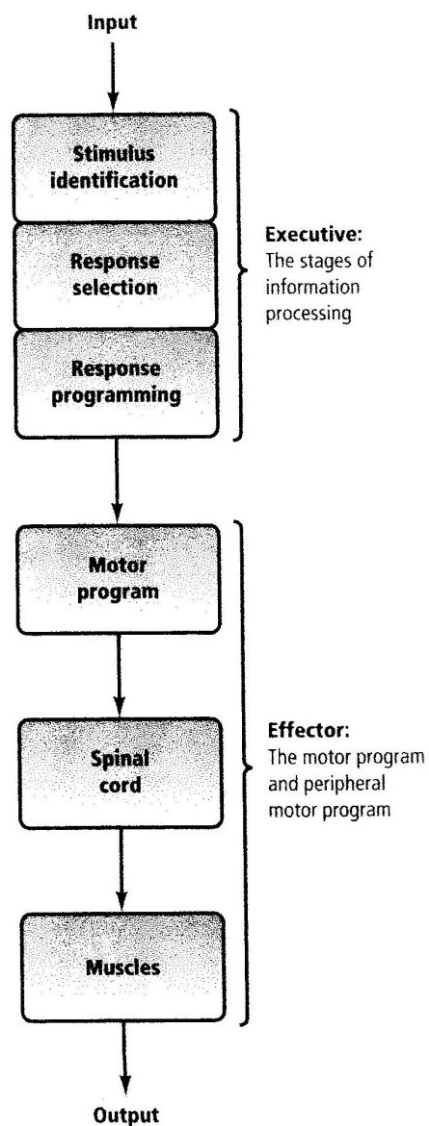 Input
Stimulus
identification
Response
selection
Response
programming
Executive:
The stages of
information
processing
Motor
program
Spinal
cord
Effector:
The motor program
and peripheral
motor program
Muscles
Output